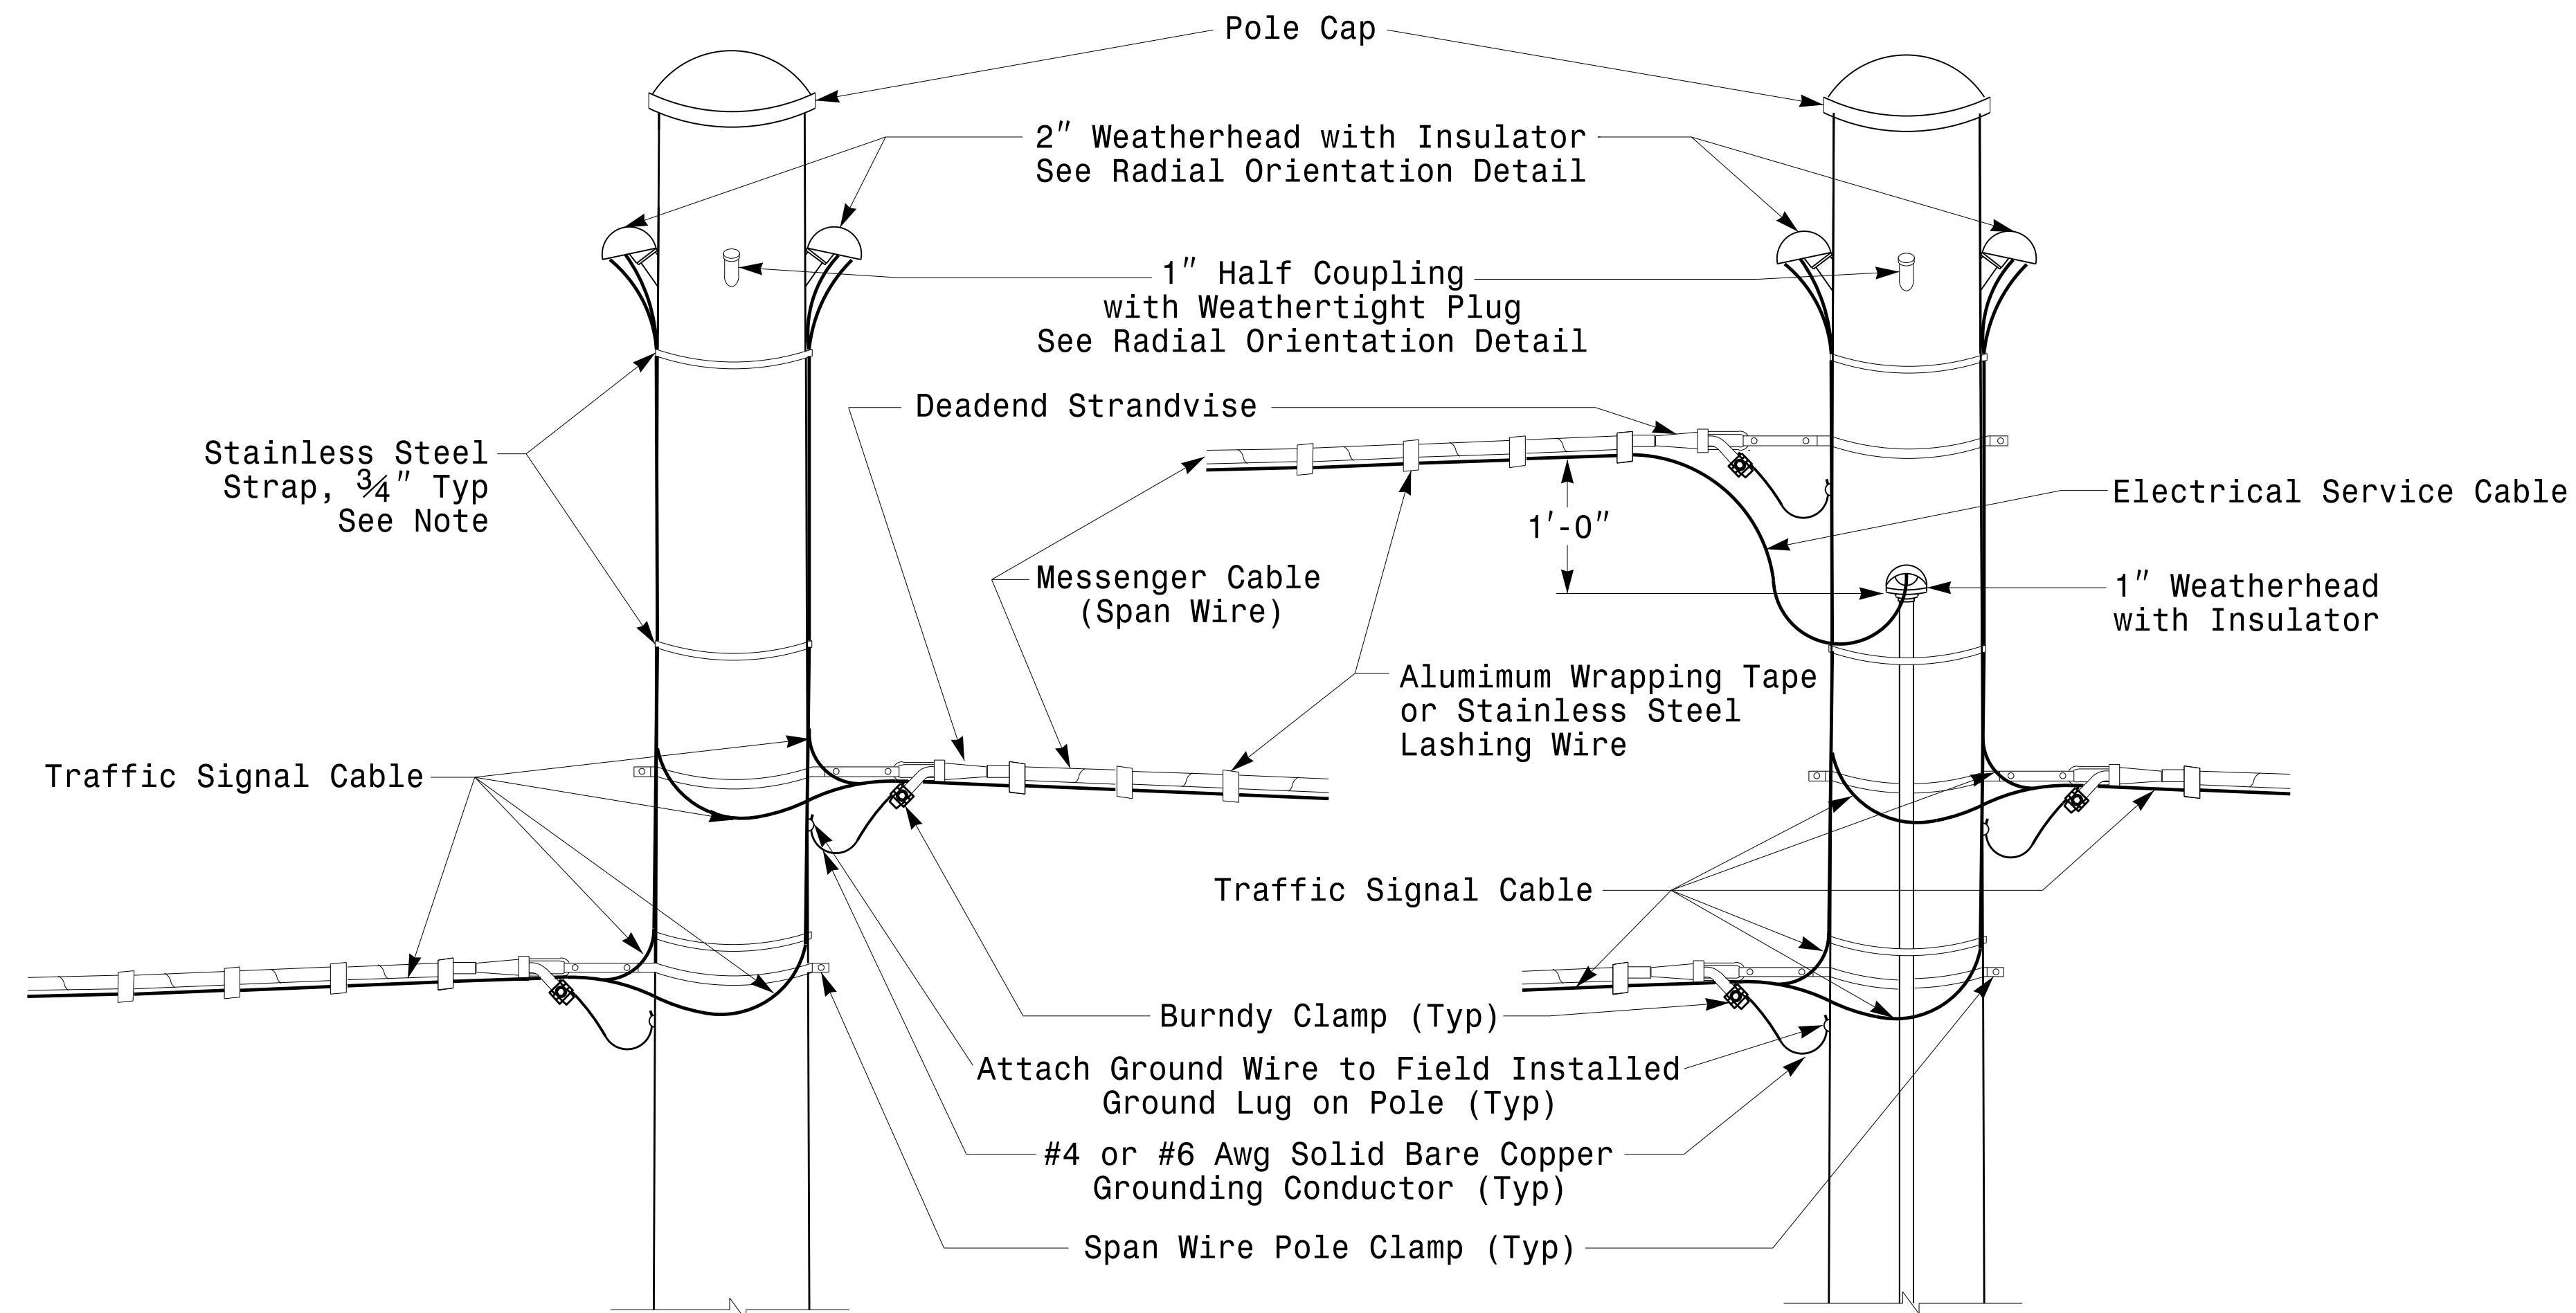 Pole Cap
2" Weatherhead with Insulator
See Radial Orientation Detail
1" Half Coupling
with Weathertight Plug
See Radial Orientation Detail
Deadend Strandvise
Stainless Steel
Strap, 3/4" Typ
See Note
1'-0"
Electrical Service Cable
Messenger Cable
(Span Wire)
1" Weatherhead
with Insulator
Alumimum Wrapping Tape
or Stainless Steel
Lashing Wire
Traffic Signal Cable
Traffic Signal Cable
Burndy Clamp (Typ)
Attach Ground Wire to Field Installed
Ground Lug on Pole (Typ)
#4 or #6 Awg Solid Bare Copper
Grounding Conductor (Typ)
Span Wire Pole Clamp (Typ)